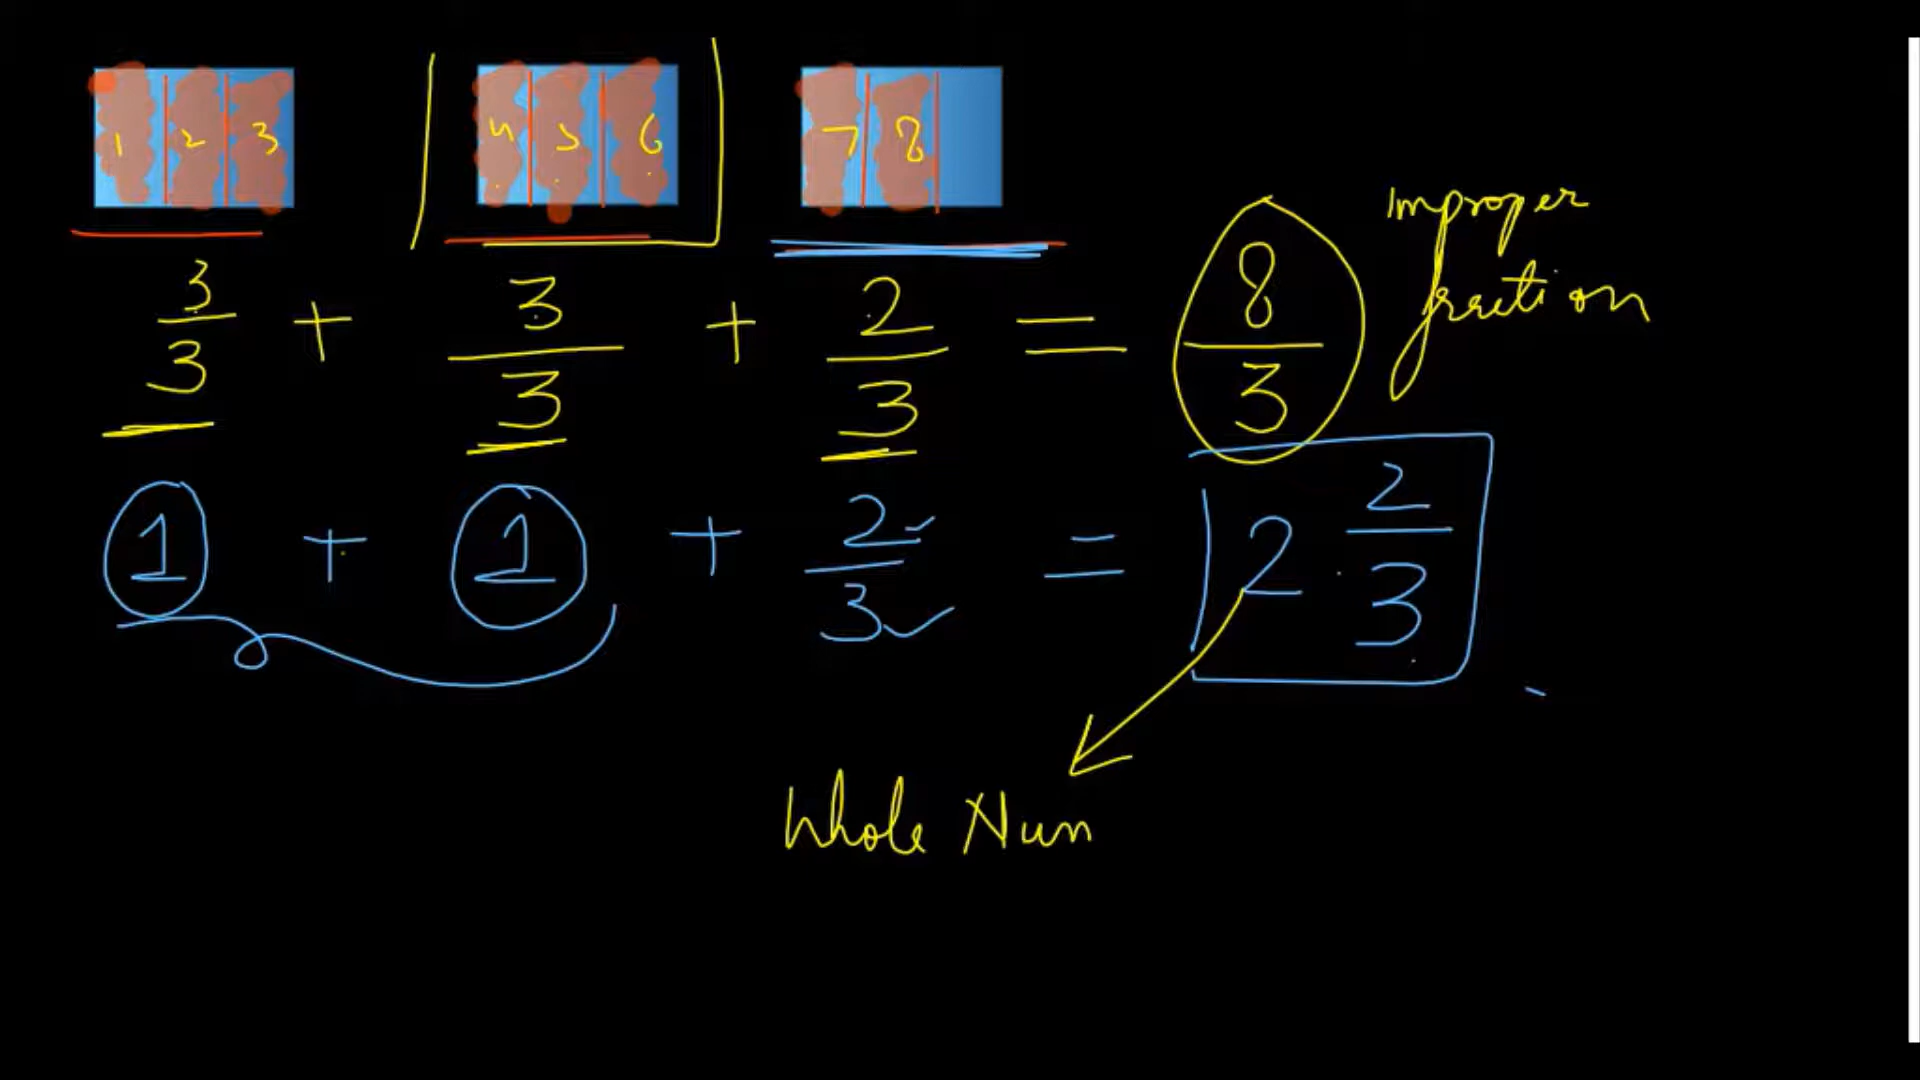 1 2 3 4 5 6 7 8
3/3 + 3/3 + 2/3 = 8/3
Improper
fraction
1 + 1 + 2/3 = 2 2/3
Whole Num